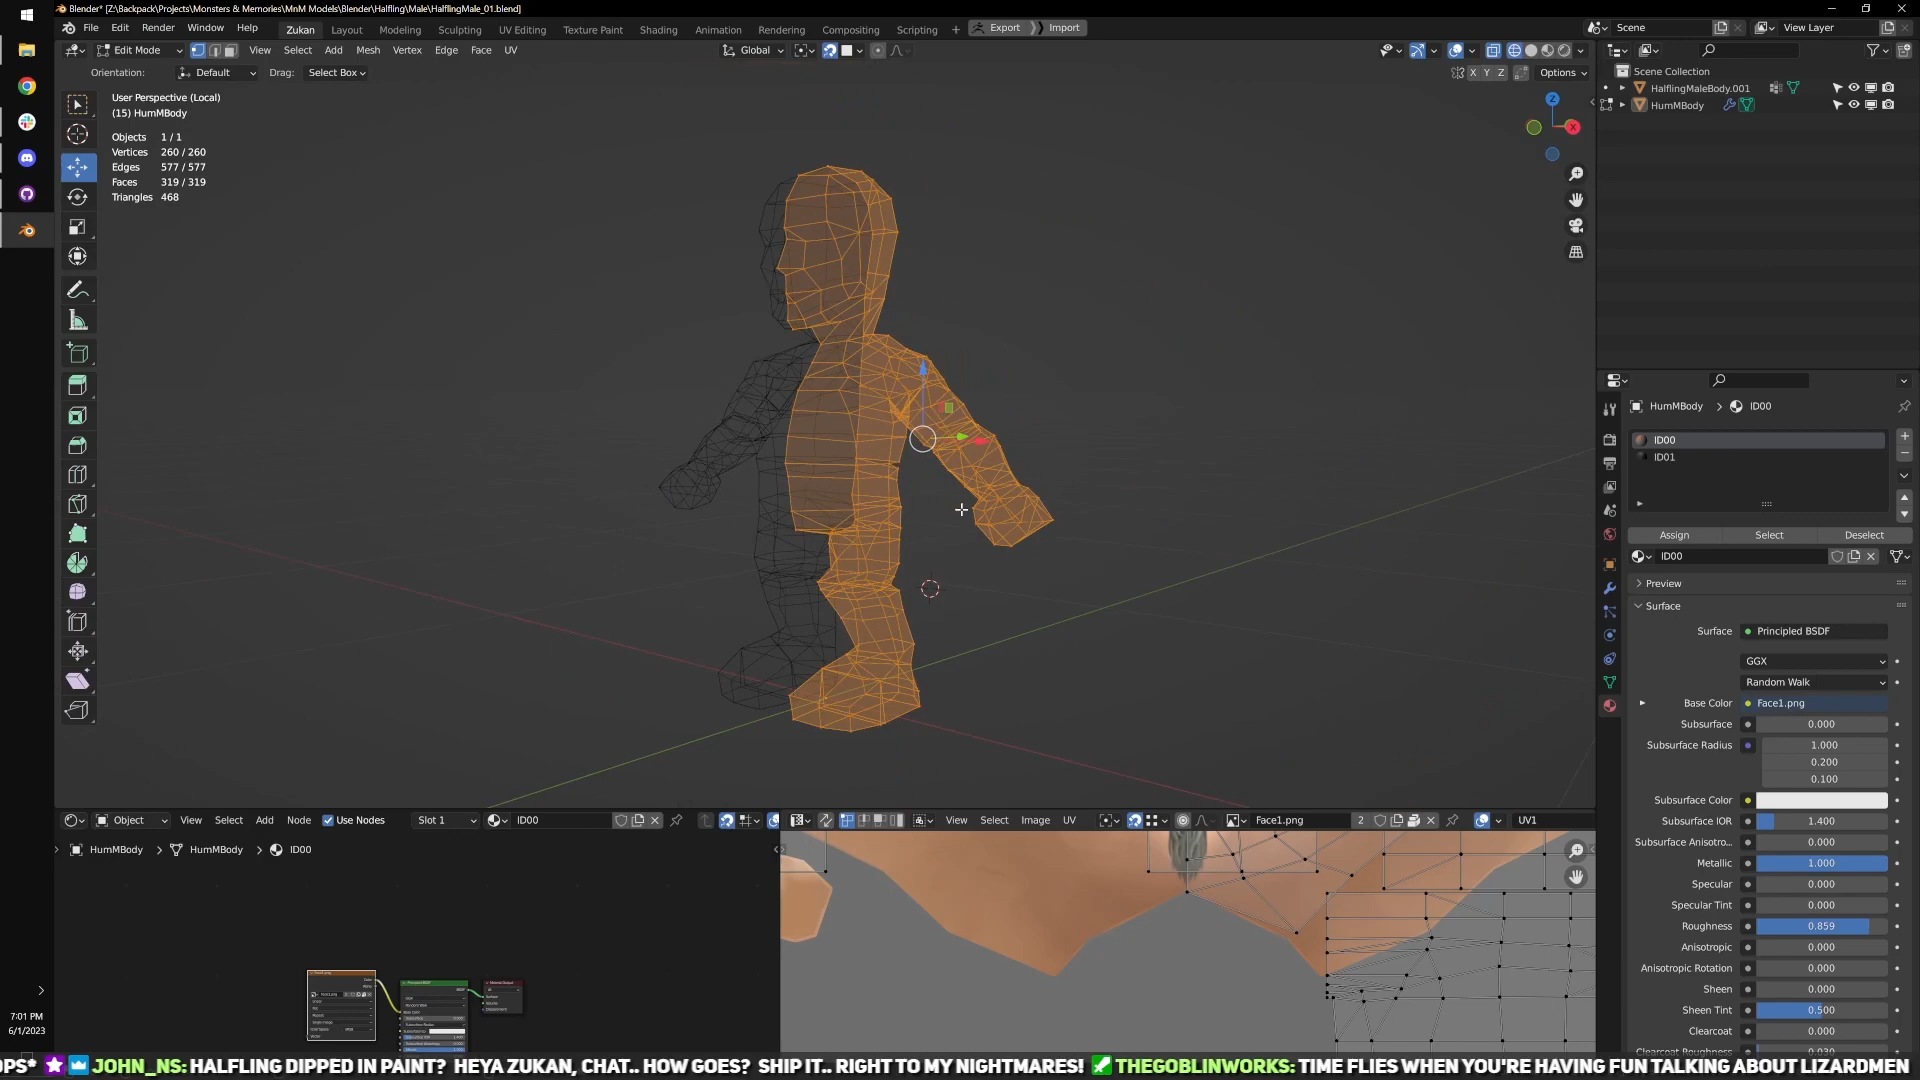 Blender* [Z:\Backpack\Projects\Monsters & Memories\MnM Models\Blender\Halfling\Male\HalflingMale_01.blend]
File Edit Render Window Help Zukan Layout Modeling Sculpting UV Editing Texture Paint Shading Animation Rendering Compositing Scripting + Export Import Scene View Layer
Edit Mode View Select Add Mesh Vertex Edge Face UV Global
Orientation: Default Drag: Select Box X Y Z Options
User Perspective (Local)
(15) HumMBody
Objects 1 / 1
Vertices 260 / 260
Edges 577 / 577
Faces 319 / 319
Triangles 468
Z
X
Scene Collection
HalflingMaleBody.001
HumMBody
HumMBody > ID00
ID00
ID01
Assign Select Deselect
ID00
Preview
Surface
Surface Principled BSDF
GGX
Random Walk
Base Color Face1.png
Subsurface 0.000
Subsurface Radius 1.000
0.200
0.100
Subsurface Color
Subsurface IOR 1.400
Subsurface Anisotro... 0.000
Metallic 1.000
Specular 0.000
Specular Tint 0.000
Roughness 0.859
Anisotropic 0.000
Anisotropic Rotation 0.000
Sheen 0.000
Sheen Tint 0.500
Clearcoat 0.000
Clearcoat Roughness 0.030
Object View Select Add Node Use Nodes Slot 1 ID00
HumMBody > HumMBody > ID00
View Select Image UV Face1.png 2 UV1
7:01 PM
6/1/2023
OPS* JOHN_NS: HALFLING DIPPED IN PAINT? HEYA ZUKAN, CHAT.. HOW GOES? SHIP IT.. RIGHT TO MY NIGHTMARES! THEGOBLINWORKS: TIME FLIES WHEN YOU'RE HAVING FUN TALKING ABOUT LIZARDMEN